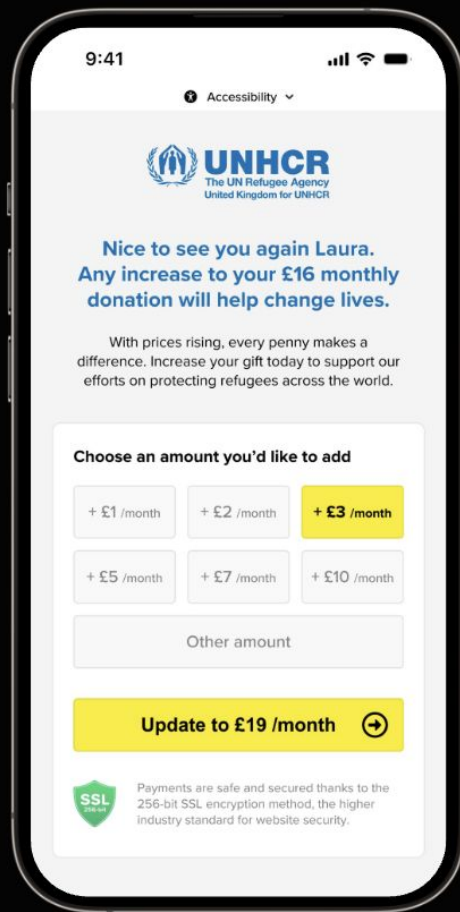 9:41
Accessibility
UNHCR
The UN Refugee Agency
United Kingdom for UNHCR
Nice to see you again Laura.
Any increase to your £16 monthly
donation will help change lives.
With prices rising, every penny makes a
difference. Increase your gift today to support our
efforts on protecting refugees across the world.
Choose an amount you’d like to add
+ £1 /month
+ £2 /month
+ £3 /month
+ £5 /month
+ £7 /month
+ £10 /month
Other amount
Update to £19 /month
SSL
256-bit
Payments are safe and secured thanks to the
256-bit SSL encryption method, the higher
industry standard for website security.